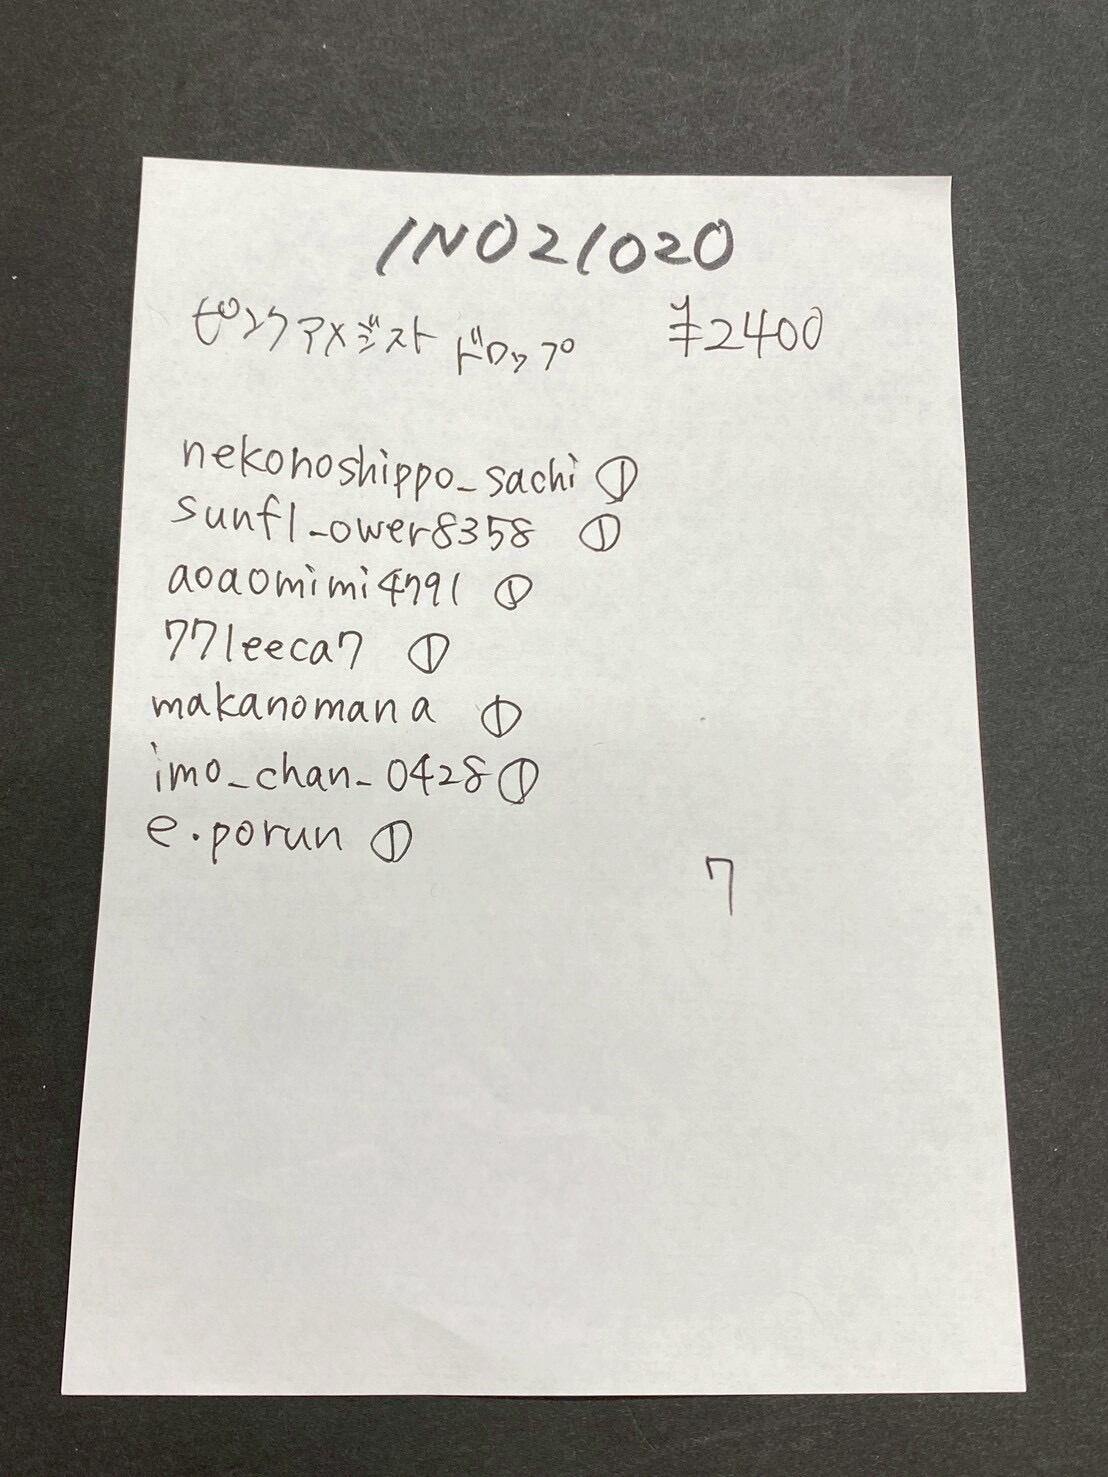 INO21020
ピンクアメジスト ドロップ ¥2400
nekonoshippo_sachi ①
sunfl_ower8358 ①
aoaomimi4791 ①
77leeca7 ①
makanomana ①
imo_chan_0428 ①
e.porun ①
7